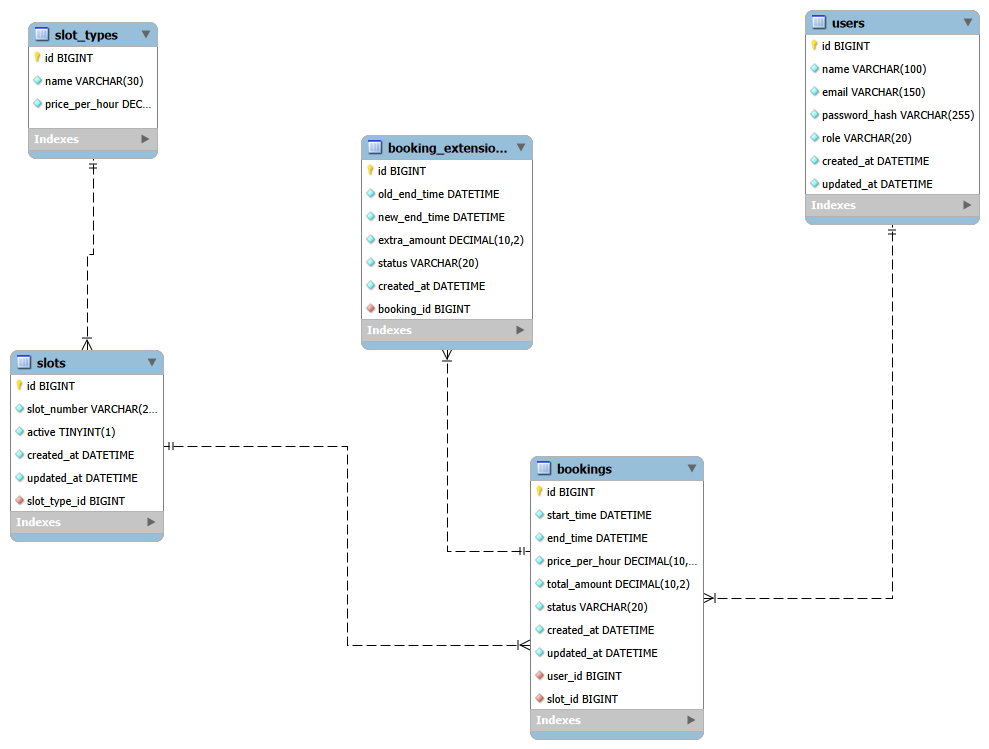 slot_types
id BIGINT
name VARCHAR(30)
price_per_hour DEC...
Indexes
users
id BIGINT
name VARCHAR(100)
email VARCHAR(150)
password_hash VARCHAR(255)
role VARCHAR(20)
created_at DATETIME
updated_at DATETIME
Indexes
booking_extensio...
id BIGINT
old_end_time DATETIME
new_end_time DATETIME
extra_amount DECIMAL(10,2)
status VARCHAR(20)
created_at DATETIME
booking_id BIGINT
Indexes
slots
id BIGINT
slot_number VARCHAR(2...
active TINYINT(1)
created_at DATETIME
updated_at DATETIME
slot_type_id BIGINT
Indexes
bookings
id BIGINT
start_time DATETIME
end_time DATETIME
price_per_hour DECIMAL(10,...
total_amount DECIMAL(10,2)
status VARCHAR(20)
created_at DATETIME
updated_at DATETIME
user_id BIGINT
slot_id BIGINT
Indexes